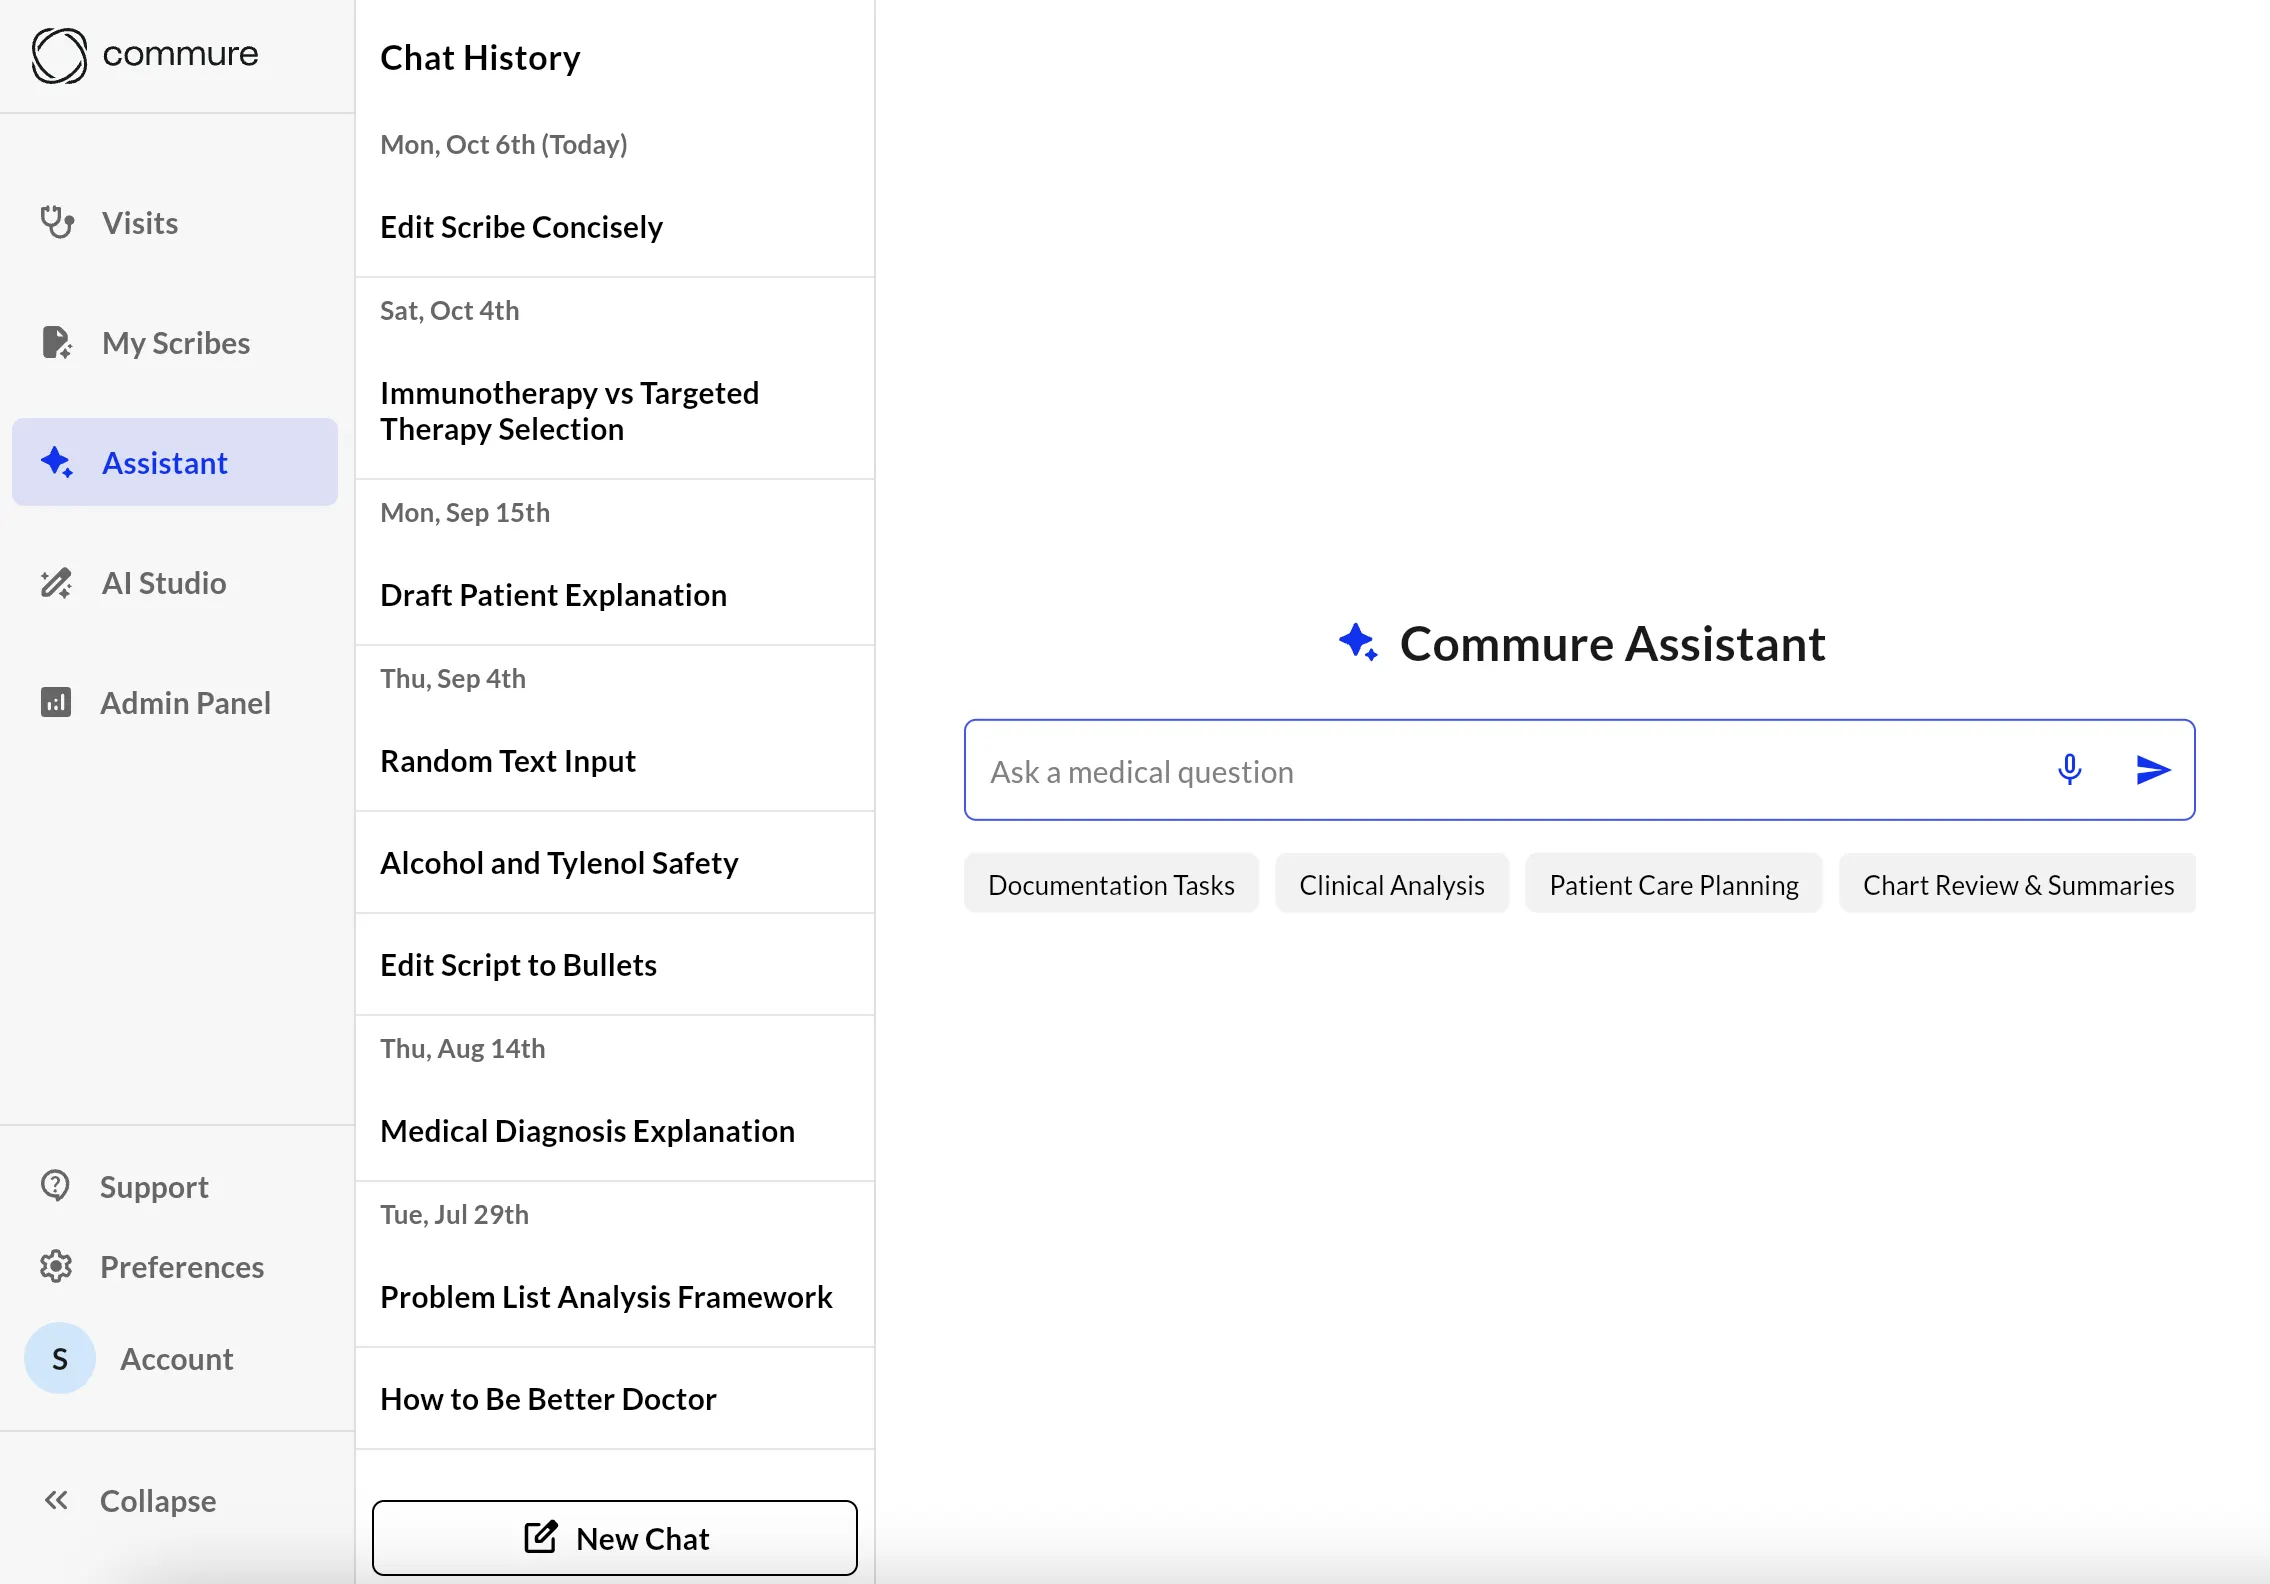 commure
Visits
My Scribes
Assistant
AI Studio
Admin Panel
Support
Preferences
S
Account
Collapse
Chat History
Mon, Oct 6th (Today)
Edit Scribe Concisely
Sat, Oct 4th
Immunotherapy vs Targeted
Therapy Selection
Mon, Sep 15th
Draft Patient Explanation
Thu, Sep 4th
Random Text Input
Alcohol and Tylenol Safety
Edit Script to Bullets
Thu, Aug 14th
Medical Diagnosis Explanation
Tue, Jul 29th
Problem List Analysis Framework
How to Be Better Doctor
New Chat
Commure Assistant
Ask a medical question
Documentation Tasks
Clinical Analysis
Patient Care Planning
Chart Review & Summaries